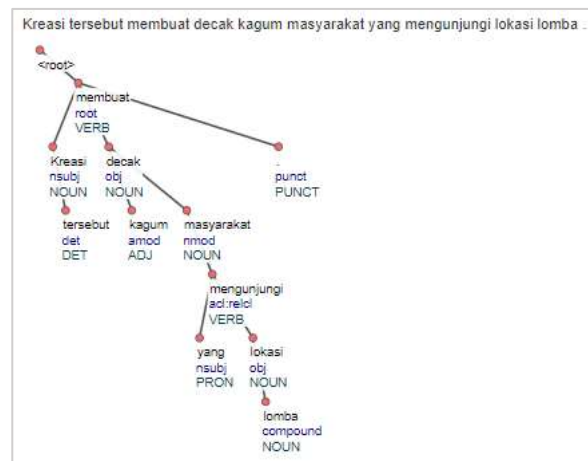 Kreasi tersebut membuat decak kagum masyarakat yang mengunjungi lokasi lomba .
<root>
membuat
root
VERB
Kreasi decak .
nsubj obj punct
NOUN NOUN PUNCT
tersebut kagum masyarakat
det amod nmod
DET ADJ NOUN
mengunjungi
acl:relcl
VERB
yang lokasi
nsubj obj
PRON NOUN
lomba
compound
NOUN